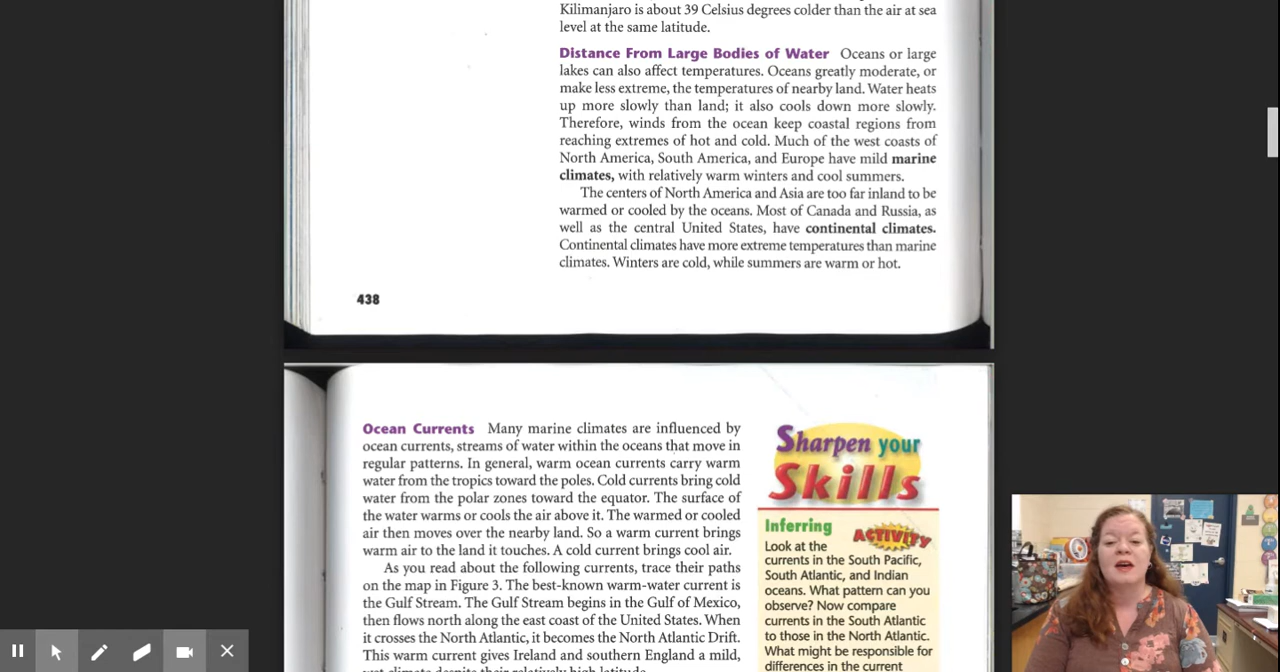 Kilimanjaro is about 39 Celsius degrees colder than the air at sea
level at the same latitude.
Distance From Large Bodies of Water Oceans or large
lakes can also affect temperatures. Oceans greatly moderate, or
make less extreme, the temperatures of nearby land. Water heats
up more slowly than land; it also cools down more slowly.
Therefore, winds from the ocean keep coastal regions from
reaching extremes of hot and cold. Much of the west coasts of
North America, South America, and Europe have mild marine
climates, with relatively warm winters and cool summers.
The centers of North America and Asia are too far inland to be
warmed or cooled by the oceans. Most of Canada and Russia, as
well as the central United States, have continental climates.
Continental climates have more extreme temperatures than marine
climates. Winters are cold, while summers are warm or hot.
438
Ocean Currents Many marine climates are influenced by
ocean currents, streams of water within the oceans that move in
regular patterns. In general, warm ocean currents carry warm
water from the tropics toward the poles. Cold currents bring cold
water from the polar zones toward the equator. The surface of
the water warms or cools the air above it. The warmed or cooled
air then moves over the nearby land. So a warm current brings
warm air to the land it touches. A cold current brings cool air.
As you read about the following currents, trace their paths
on the map in Figure 3. The best-known warm-water current is
the Gulf Stream. The Gulf Stream begins in the Gulf of Mexico,
then flows north along the east coast of the United States. When
it crosses the North Atlantic, it becomes the North Atlantic Drift.
This warm current gives Ireland and southern England a mild,
wet climate despite their relatively high latitude.
Sharpen your
Skills
Inferring ACTIVITY
Look at the
currents in the South Pacific,
South Atlantic, and Indian
oceans. What pattern can you
observe? Now compare
currents in the South Atlantic
to those in the North Atlantic.
What might be responsible for
differences in the current